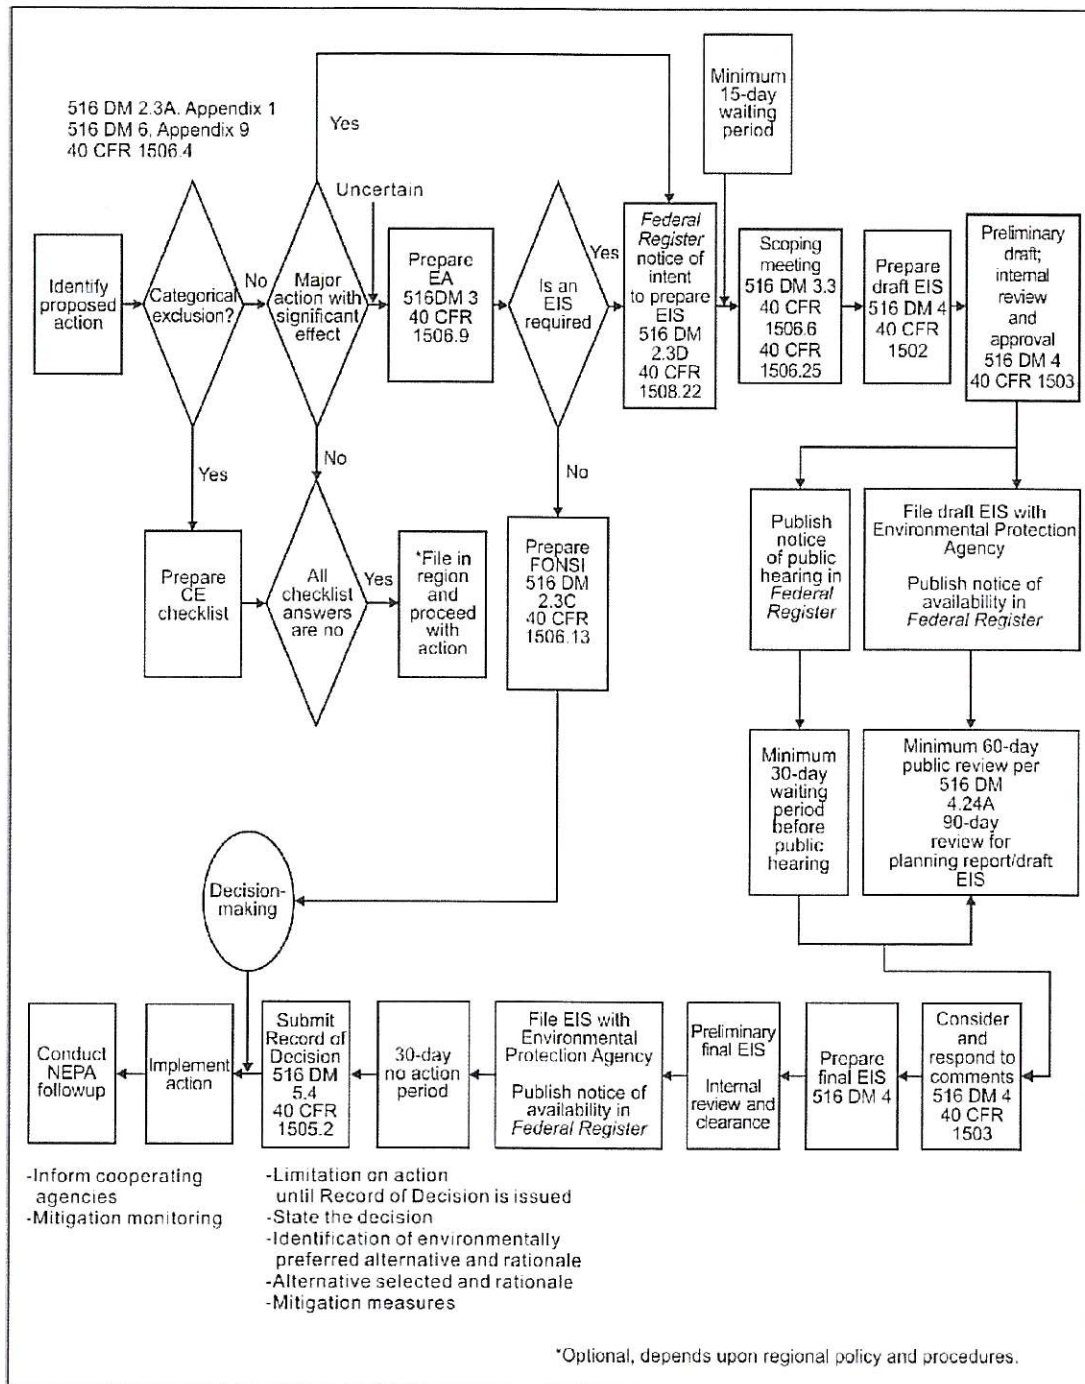 516 DM 2.3A. Appendix 1
516 DM 6, Appendix 9
40 CFR 1506.4
Identify
proposed
action
Categorical
exclusion?
No
Yes
Major
action with
significant
effect
Yes
Uncertain
No
Prepare
EA
516DM 3
40 CFR
1506.9
Is an
EIS
required
Yes
No
Federal
Register
notice of
intent
to prepare
EIS
516 DM
2.3D
40 CFR
1508.22
Minimum
15-day
waiting
period
Scoping
meeting
516 DM 3.3
40 CFR
1506.6
40 CFR
1506.25
Prepare
draft EIS
516 DM 4
40 CFR
1502
Preliminary
draft;
internal
review
and
approval
516 DM 4
40 CFR 1503
Prepare
CE
checklist
All
checklist
answers
are no
Yes
*File in
region
and
proceed
with
action
Prepare
FONSI
516 DM
2.3C
40 CFR
1506.13
Publish
notice
of public
hearing in
Federal
Register
File draft EIS with
Environmental Protection
Agency
Publish notice of
availability in
Federal Register
Minimum
30-day
waiting
period
before
public
hearing
Minimum 60-day
public review per
516 DM
4.24A
90-day
review for
planning report/draft
EIS
Decision-
making
Conduct
NEPA
followup
Implement
action
Submit
Record of
Decision
516 DM
5.4
40 CFR
1505.2
30-day
no action
period
File EIS with
Environmental
Protection Agency
Publish notice of
availability in
Federal Register
Preliminary
final EIS
Internal
review and
clearance
Prepare
final EIS
516 DM 4
Consider
and
respond to
comments
516 DM 4
40 CFR
1503
-Inform cooperating
agencies
-Mitigation monitoring
-Limitation on action
until Record of Decision is issued
-State the decision
-Identification of environmentally
preferred alternative and rationale
-Alternative selected and rationale
-Mitigation measures
*Optional, depends upon regional policy and procedures.